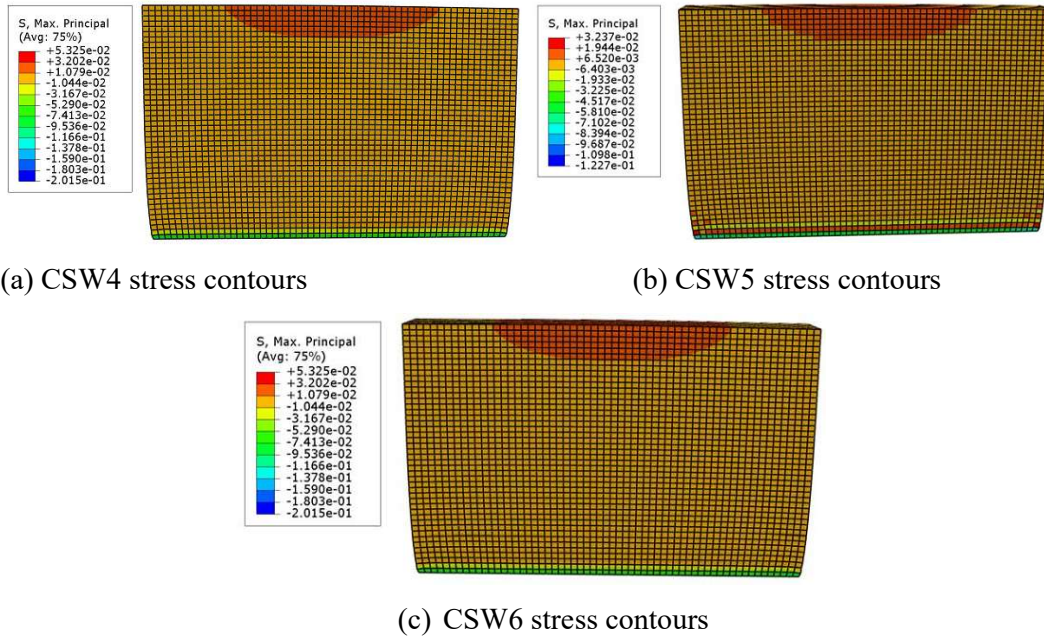 S, Max. Principal
(Avg: 75%)
+5.325e-02
+3.202e-02
+1.079e-02
-1.044e-02
-3.167e-02
-5.290e-02
-7.413e-02
-9.536e-02
-1.166e-01
-1.378e-01
-1.590e-01
-1.803e-01
-2.015e-01
S, Max. Principal
(Avg: 75%)
+3.237e-02
+1.944e-02
+6.520e-03
-6.403e-03
-1.933e-02
-3.225e-02
-4.517e-02
-5.810e-02
-7.102e-02
-8.394e-02
-9.687e-02
-1.098e-01
-1.227e-01
(a) CSW4 stress contours
(b) CSW5 stress contours
S, Max. Principal
(Avg: 75%)
+5.325e-02
+3.202e-02
+1.079e-02
-1.044e-02
-3.167e-02
-5.290e-02
-7.413e-02
-9.536e-02
-1.166e-01
-1.378e-01
-1.590e-01
-1.803e-01
-2.015e-01
(c) CSW6 stress contours